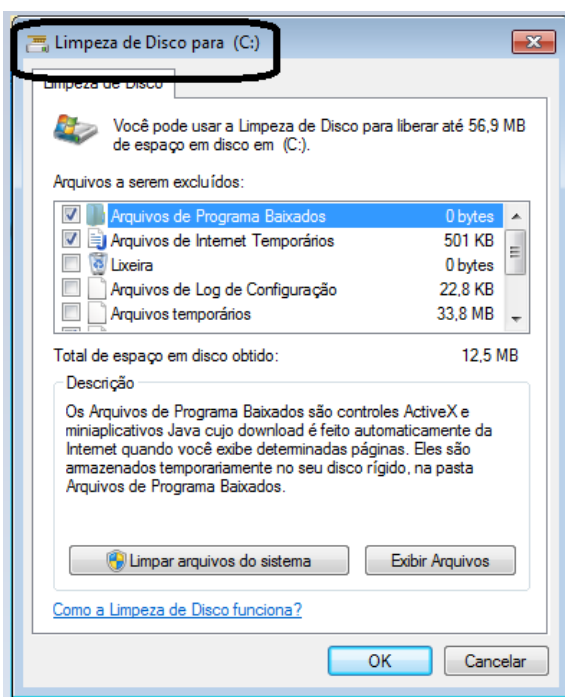 Limpeza de Disco para (C:)
Limpeza de Disco
Você pode usar a Limpeza de Disco para liberar até 56,9 MB
de espaço em disco em (C:).
Arquivos a serem excluídos:
Arquivos de Programa Baixados 0 bytes
Arquivos de Internet Temporários 501 KB
Lixeira 0 bytes
Arquivos de Log de Configuração 22,8 KB
Arquivos temporários 33,8 MB
Total de espaço em disco obtido: 12,5 MB
Descrição
Os Arquivos de Programa Baixados são controles ActiveX e
miniaplicativos Java cujo download é feito automaticamente da
Internet quando você exibe determinadas páginas. Eles são
armazenados temporariamente no seu disco rígido, na pasta
Arquivos de Programa Baixados.
Limpar arquivos do sistema Exibir Arquivos
Como a Limpeza de Disco funciona?
OK Cancelar